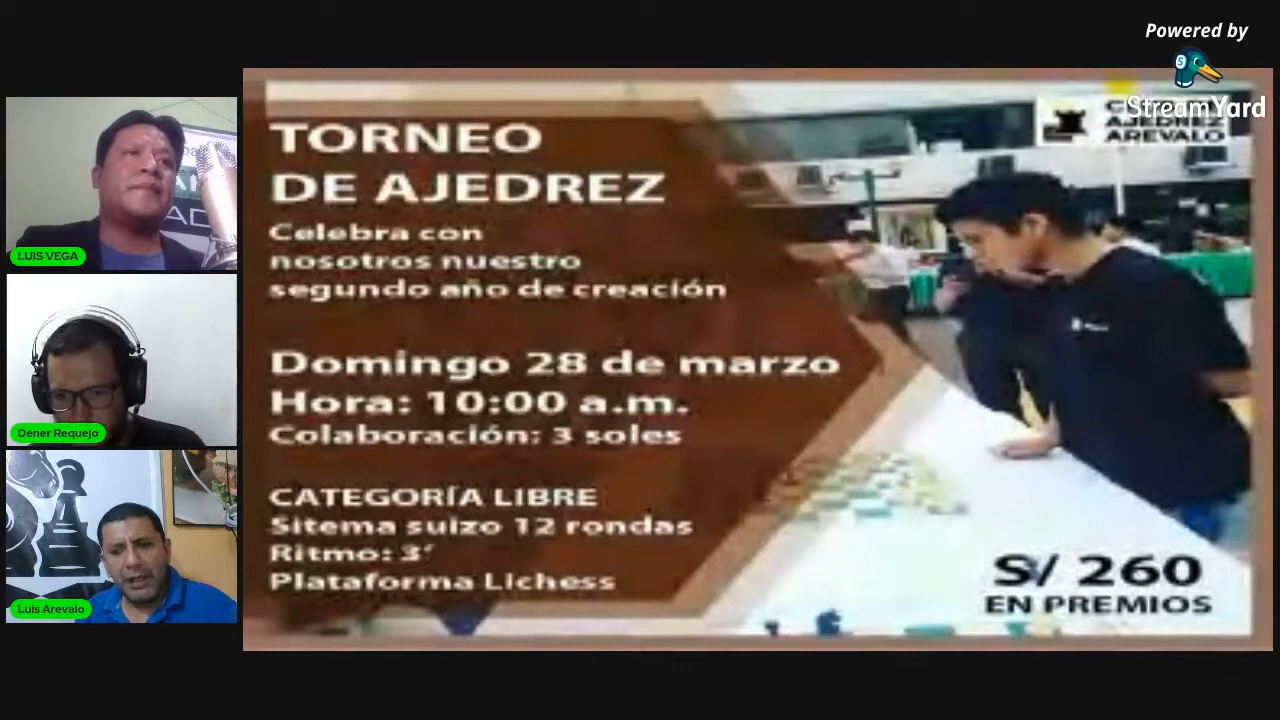 Powered by
StreamYard
TORNEO
DE AJEDREZ
Celebra con
nosotros nuestro
segundo año de creación
Domingo 28 de marzo
Hora: 10:00 a.m.
Colaboración: 3 soles
CATEGORÍA LIBRE
Sitema suizo 12 rondas
Ritmo: 3´
Plataforma Lichess
AJEDREZ
AREVALO
S/ 260
EN PREMIOS
LUIS VEGA
Dener Requejo
Luis Arevalo